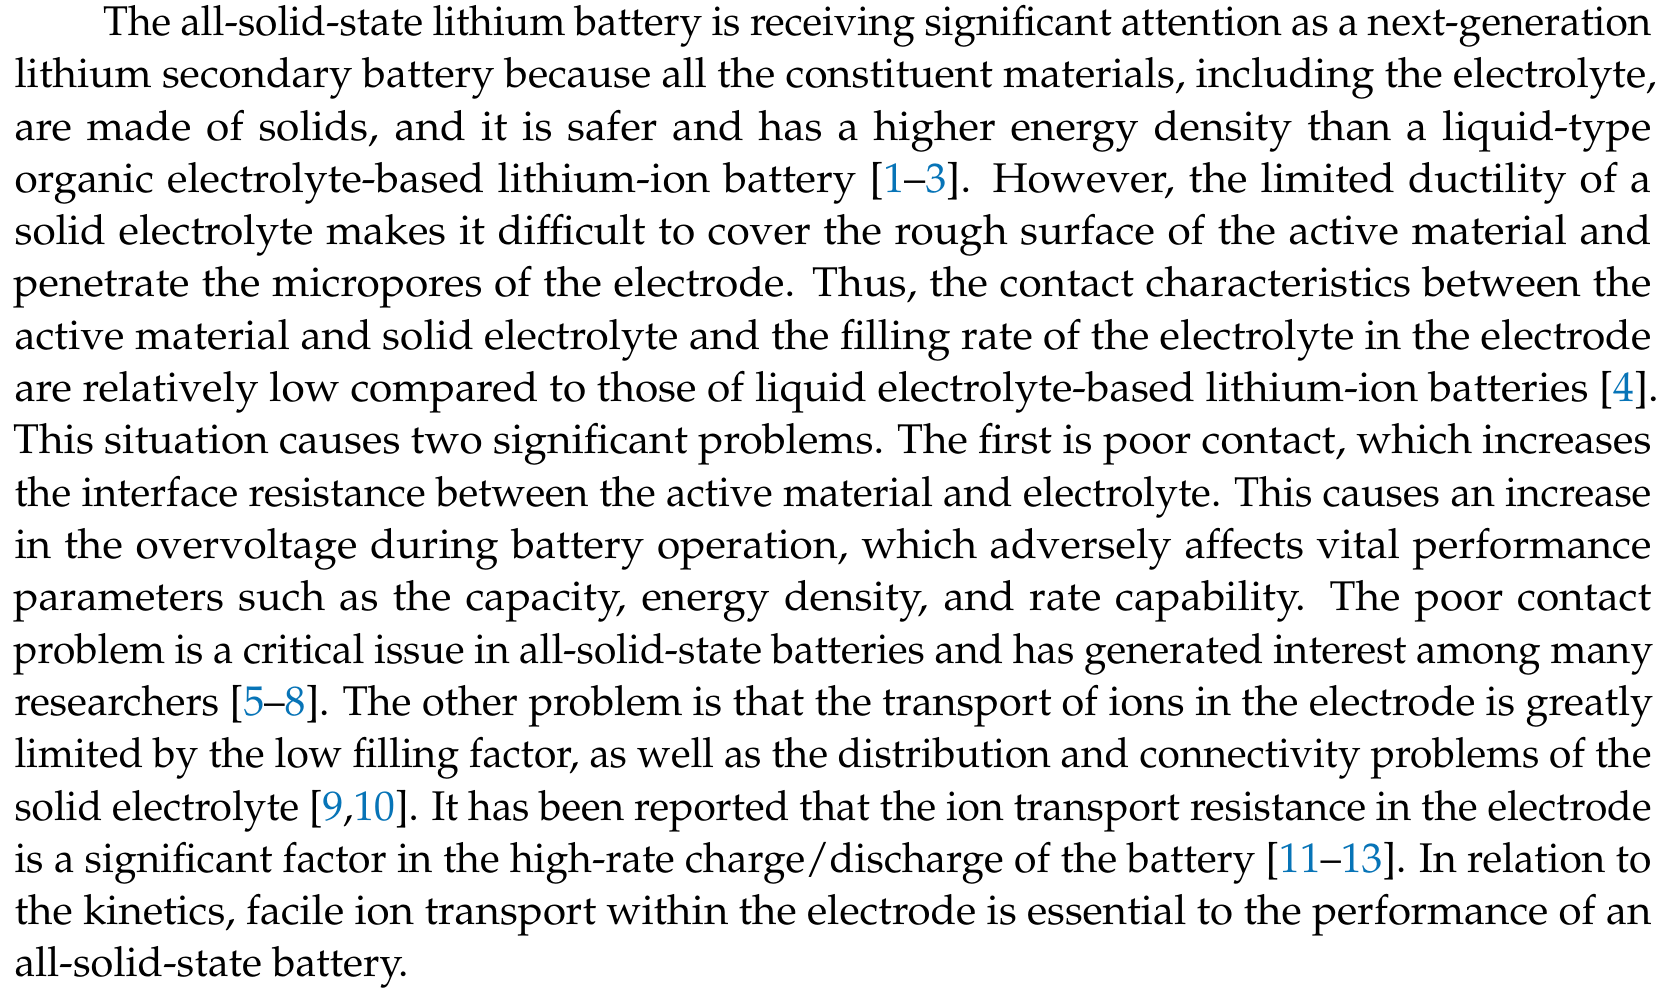 The all-solid-state lithium battery is receiving significant attention as a next-generation
lithium secondary battery because all the constituent materials, including the electrolyte,
are made of solids, and it is safer and has a higher energy density than a liquid-type
organic electrolyte-based lithium-ion battery [1–3]. However, the limited ductility of a
solid electrolyte makes it difficult to cover the rough surface of the active material and
penetrate the micropores of the electrode. Thus, the contact characteristics between the
active material and solid electrolyte and the filling rate of the electrolyte in the electrode
are relatively low compared to those of liquid electrolyte-based lithium-ion batteries [4].
This situation causes two significant problems. The first is poor contact, which increases
the interface resistance between the active material and electrolyte. This causes an increase
in the overvoltage during battery operation, which adversely affects vital performance
parameters such as the capacity, energy density, and rate capability. The poor contact
problem is a critical issue in all-solid-state batteries and has generated interest among many
researchers [5–8]. The other problem is that the transport of ions in the electrode is greatly
limited by the low filling factor, as well as the distribution and connectivity problems of the
solid electrolyte [9,10]. It has been reported that the ion transport resistance in the electrode
is a significant factor in the high-rate charge/discharge of the battery [11–13]. In relation to
the kinetics, facile ion transport within the electrode is essential to the performance of an
all-solid-state battery.